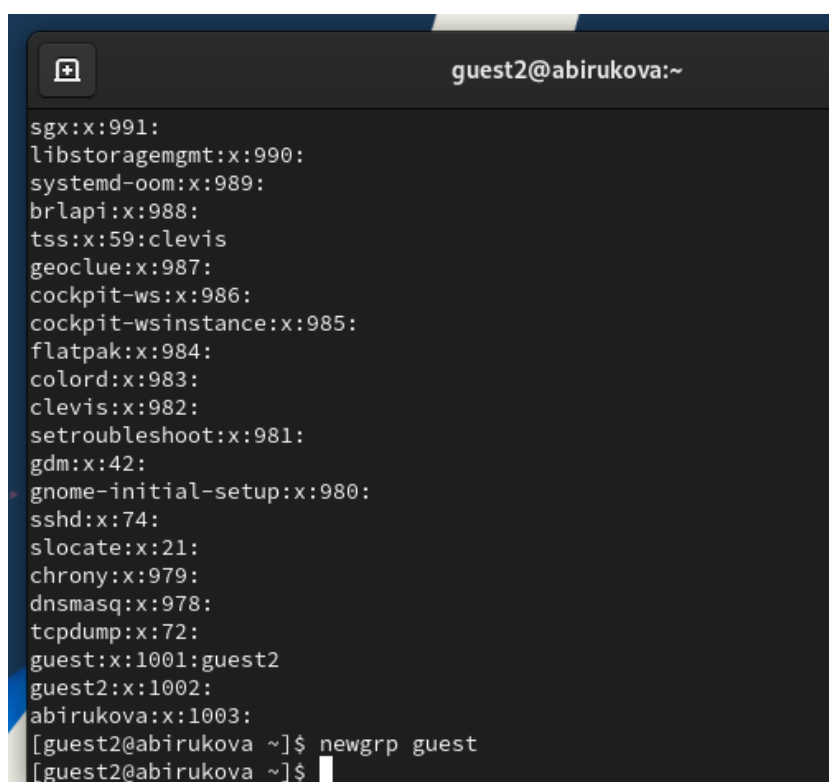 guest2@abirukova:~
sgx:x:991:
libstoragemgmt:x:990:
systemd-oom:x:989:
brlapi:x:988:
tss:x:59:clevis
geoclue:x:987:
cockpit-ws:x:986:
cockpit-wsinstance:x:985:
flatpak:x:984:
colord:x:983:
clevis:x:982:
setroubleshoot:x:981:
gdm:x:42:
gnome-initial-setup:x:980:
sshd:x:74:
slocate:x:21:
chrony:x:979:
dnsmasq:x:978:
tcpdump:x:72:
guest:x:1001:guest2
guest2:x:1002:
abirukova:x:1003:
[guest2@abirukova ~]$ newgrp guest
[guest2@abirukova ~]$